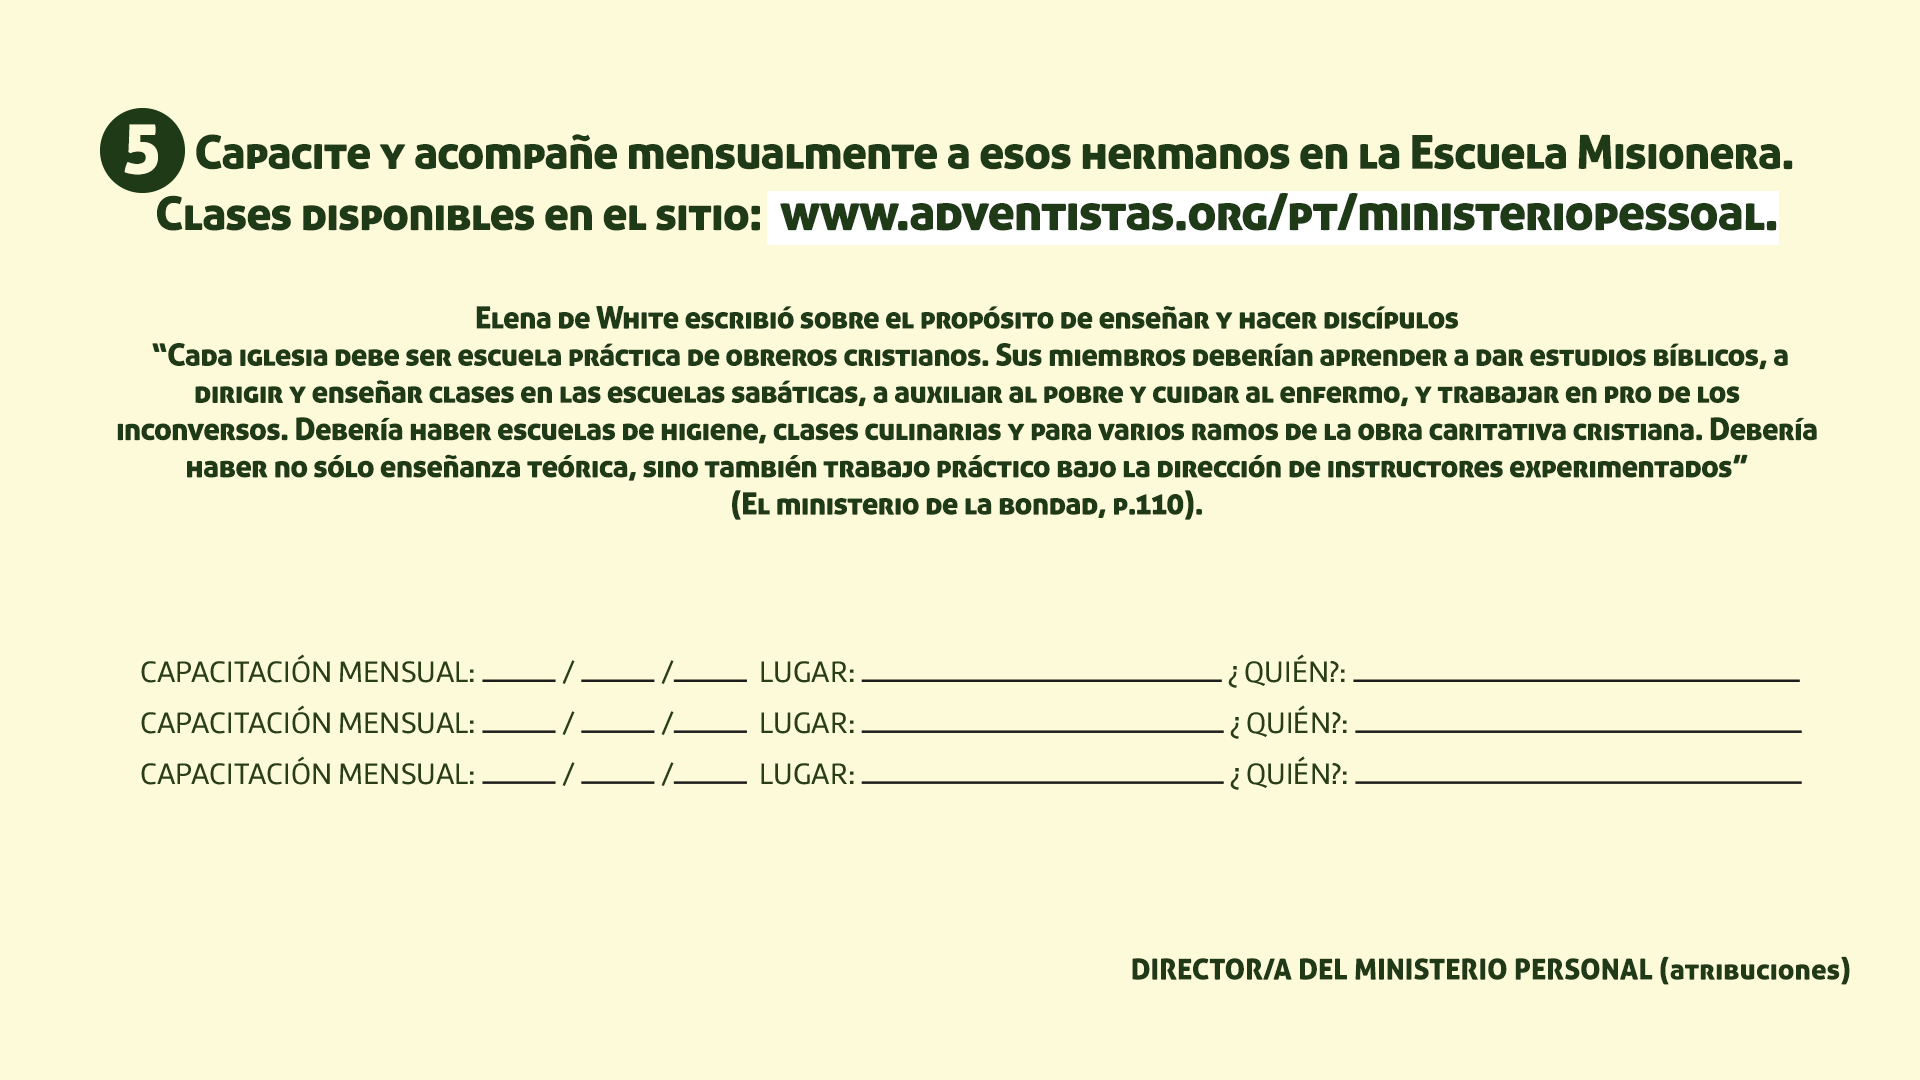 5 Capacite y acompañe mensualmente a esos hermanos en la Escuela Misionera.
Clases disponibles en el sitio: www.adventistas.org/pt/ministeriopessoal.
Elena de White escribió sobre el propósito de enseñar y hacer discípulos
“Cada iglesia debe ser escuela práctica de obreros cristianos. Sus miembros deberían aprender a dar estudios bíblicos, a
dirigir y enseñar clases en las escuelas sabáticas, a auxiliar al pobre y cuidar al enfermo, y trabajar en pro de los
inconversos. Debería haber escuelas de higiene, clases culinarias y para varios ramos de la obra caritativa cristiana. Debería
haber no sólo enseñanza teórica, sino también trabajo práctico bajo la dirección de instructores experimentados”
(El ministerio de la bondad, p.110).
CAPACITACIÓN MENSUAL: _____ / _____ /_____ LUGAR: ________________________ ¿ QUIÉN?: ______________________________
CAPACITACIÓN MENSUAL: _____ / _____ /_____ LUGAR: ________________________ ¿ QUIÉN?: ______________________________
CAPACITACIÓN MENSUAL: _____ / _____ /_____ LUGAR: ________________________ ¿ QUIÉN?: ______________________________
DIRECTOR/A DEL MINISTERIO PERSONAL (atribuciones)